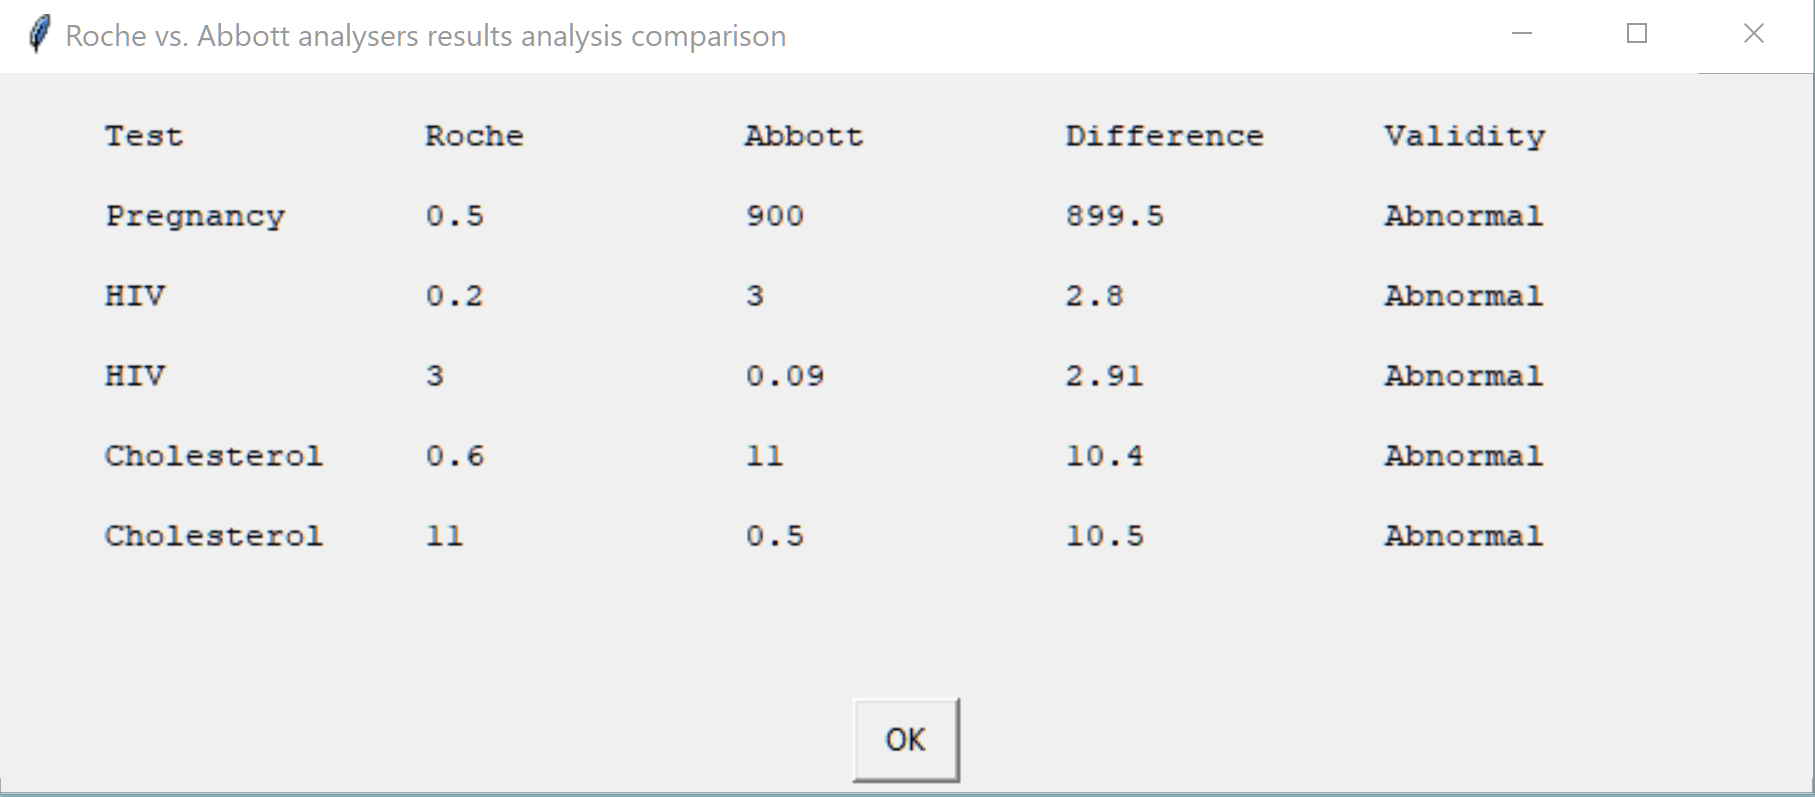 Roche vs. Abbott analysers results analysis comparison
Test Roche Abbott Difference Validity
Pregnancy 0.5 900 899.5 Abnormal
HIV 0.2 3 2.8 Abnormal
HIV 3 0.09 2.91 Abnormal
Cholesterol 0.6 11 10.4 Abnormal
Cholesterol 11 0.5 10.5 Abnormal
OK